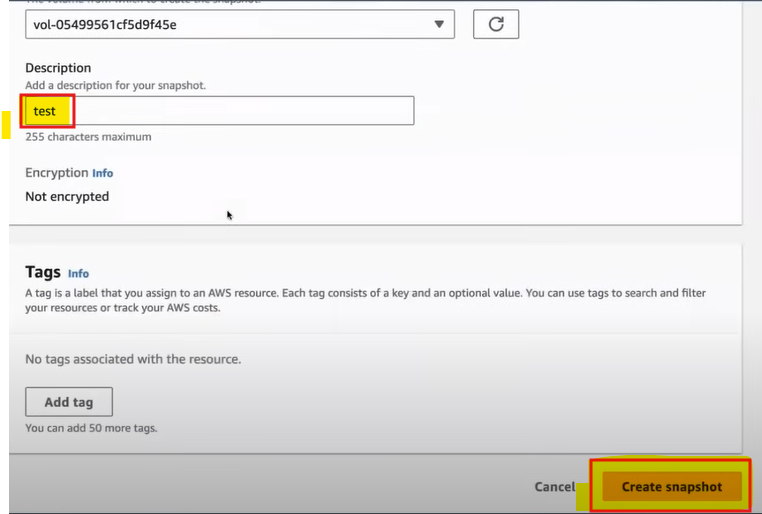 The volume from which to create the snapshot.
vol-05499561cf5d9f45e
Description
Add a description for your snapshot.
test
255 characters maximum
Encryption Info
Not encrypted
Tags Info
A tag is a label that you assign to an AWS resource. Each tag consists of a key and an optional value. You can use tags to search and filter
your resources or track your AWS costs.
No tags associated with the resource.
Add tag
You can add 50 more tags.
Cancel
Create snapshot